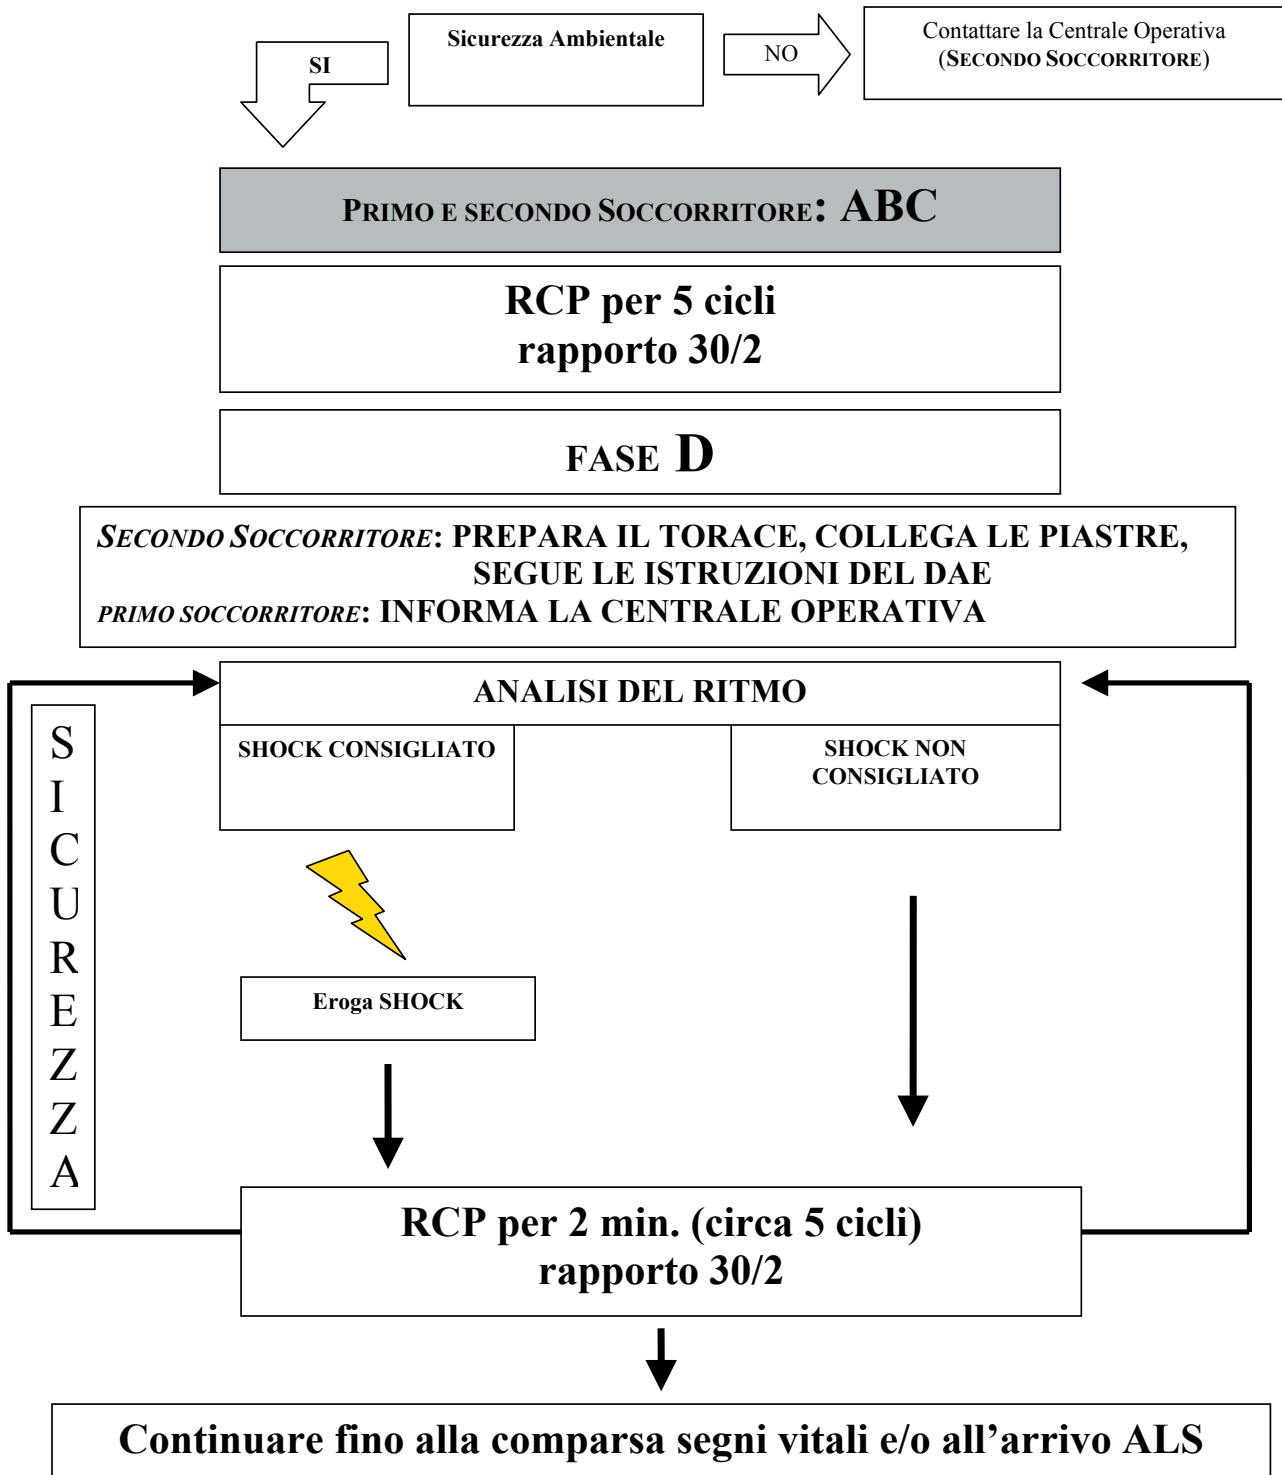 Sicurezza Ambientale
SI
NO
Contattare la Centrale Operativa
(SECONDO SOCCORRITORE)
PRIMO E SECONDO SOCCORRITORE: ABC
RCP per 5 cicli
rapporto 30/2
FASE D
SECONDO SOCCORRITORE: PREPARA IL TORACE, COLLEGA LE PIASTRE,
SEGUE LE ISTRUZIONI DEL DAE
PRIMO SOCCORRITORE: INFORMA LA CENTRALE OPERATIVA
ANALISI DEL RITMO
SHOCK CONSIGLIATO
SHOCK NON
CONSIGLIATO
S
I
C
U
R
E
Z
Z
A
Eroga SHOCK
RCP per 2 min. (circa 5 cicli)
rapporto 30/2
Continuare fino alla comparsa segni vitali e/o all’arrivo ALS